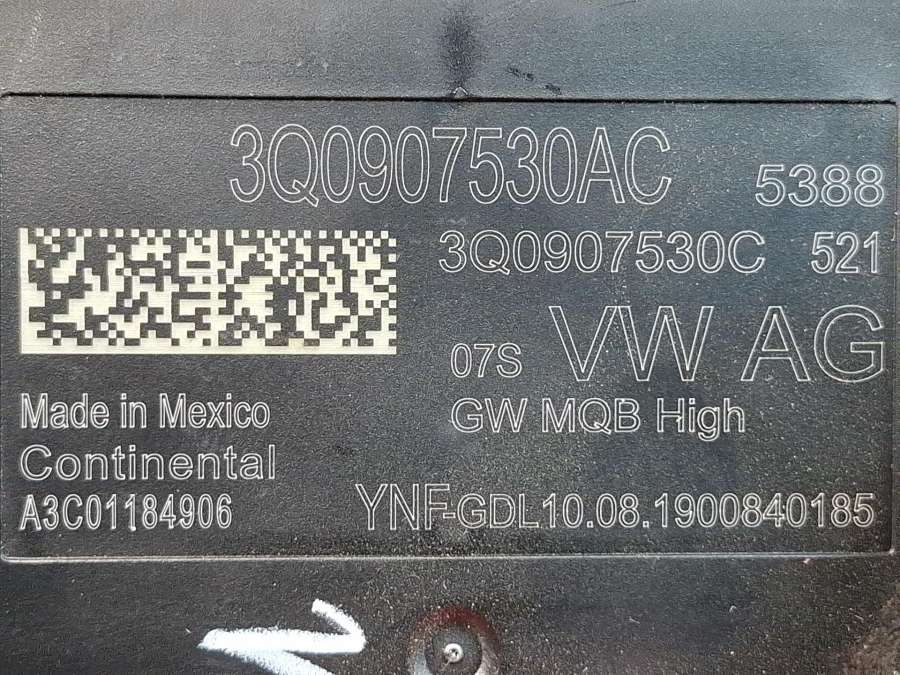 3Q0907530AC 5388
3Q0907530C 521
07S VW AG
Made in Mexico GW MQB High
Continental
A3C01184906 YNF-GDL10.08.1900840185